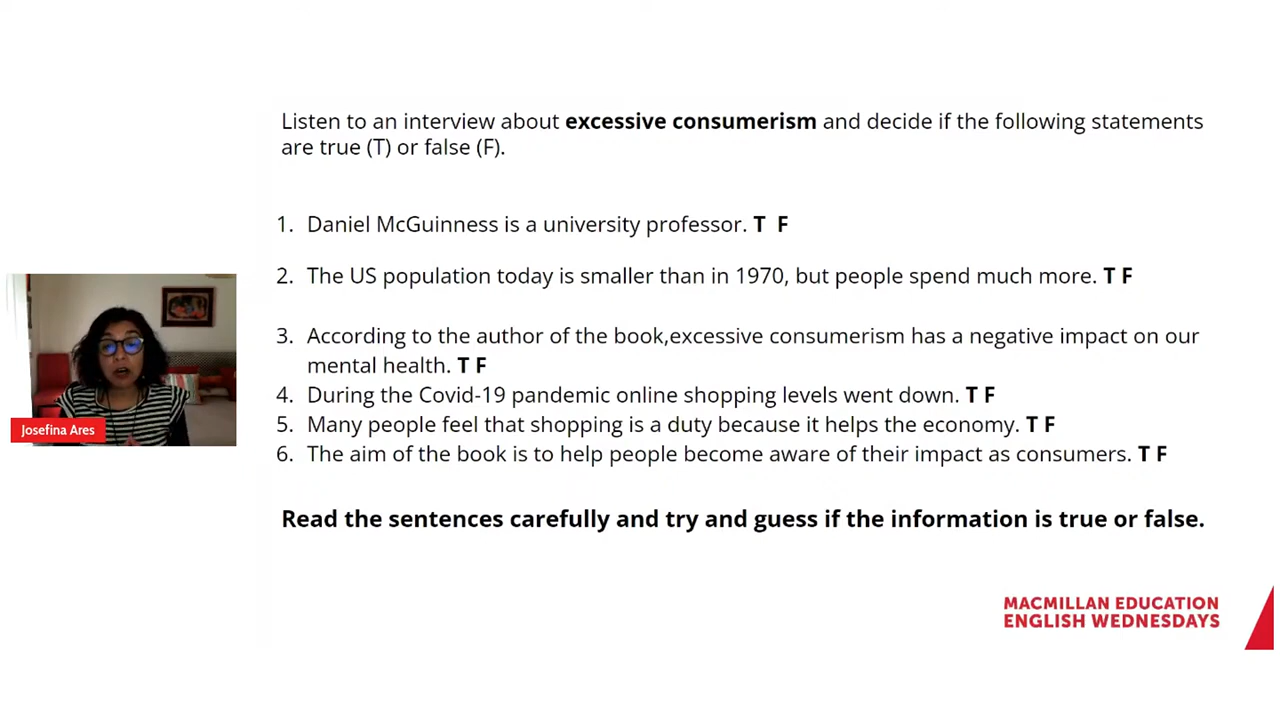 Listen to an interview about excessive consumerism and decide if the following statements
are true (T) or false (F).
1. Daniel McGuinness is a university professor. T F
2. The US population today is smaller than in 1970, but people spend much more. T F
3. According to the author of the book,excessive consumerism has a negative impact on our
mental health. T F
4. During the Covid-19 pandemic online shopping levels went down. T F
5. Many people feel that shopping is a duty because it helps the economy. T F
6. The aim of the book is to help people become aware of their impact as consumers. T F
Read the sentences carefully and try and guess if the information is true or false.
Josefina Ares
MACMILLAN EDUCATION
ENGLISH WEDNESDAYS